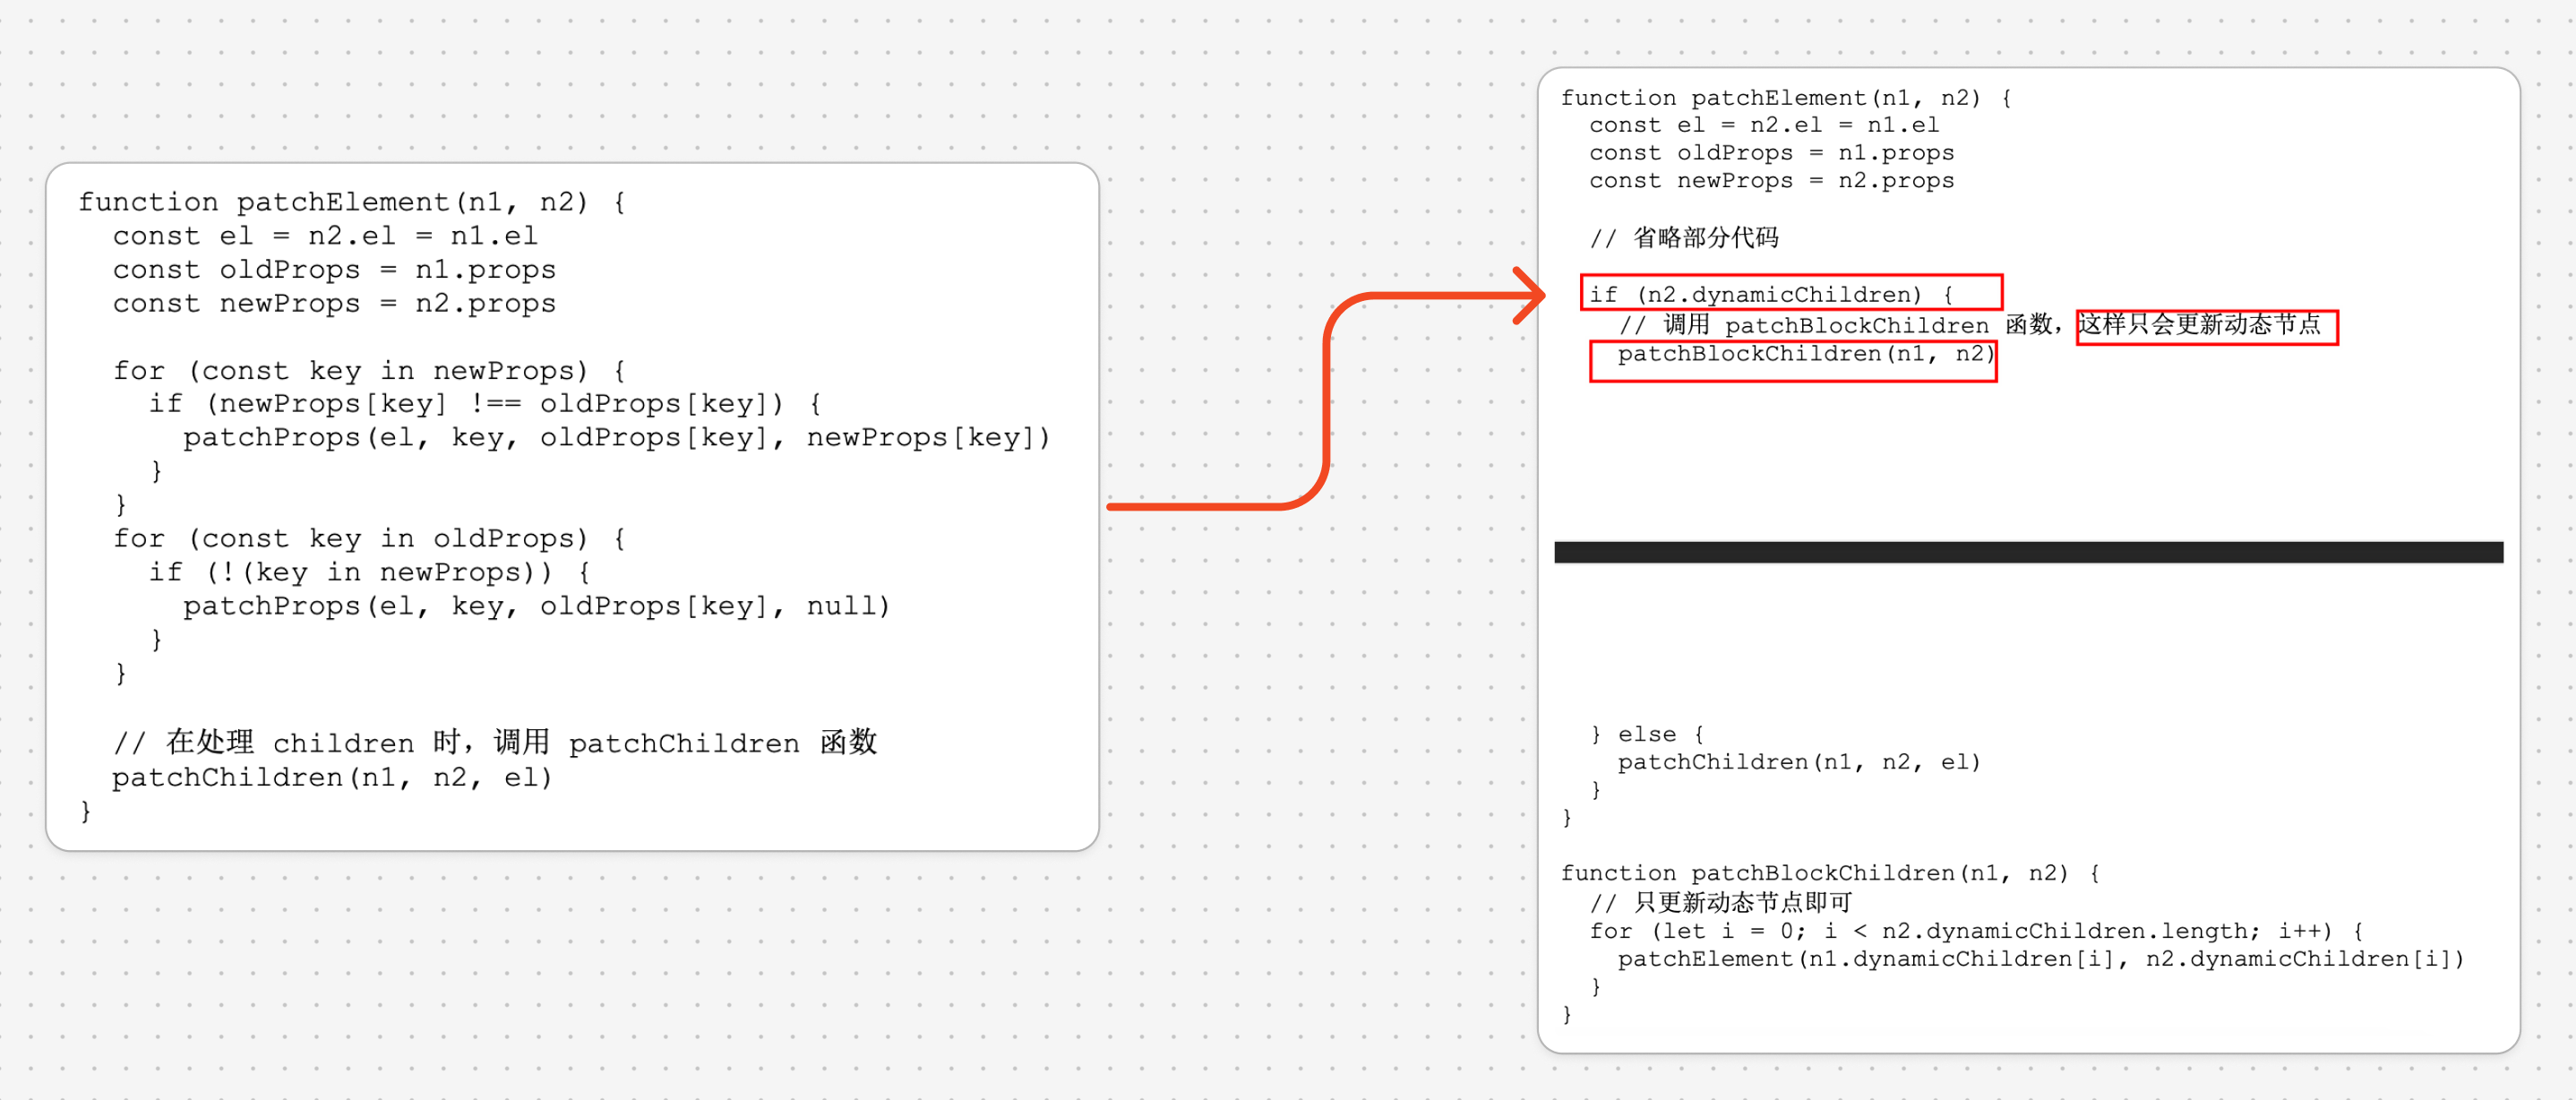 function patchElement(n1, n2) {
  const el = n2.el = n1.el
  const oldProps = n1.props
  const newProps = n2.props

  for (const key in newProps) {
    if (newProps[key] !== oldProps[key]) {
      patchProps(el, key, oldProps[key], newProps[key])
    }
  }
  for (const key in oldProps) {
    if (!(key in newProps)) {
      patchProps(el, key, oldProps[key], null)
    }
  }

  // 在处理 children 时，调用 patchChildren 函数
  patchChildren(n1, n2, el)
}
function patchElement(n1, n2) {
  const el = n2.el = n1.el
  const oldProps = n1.props
  const newProps = n2.props

  // 省略部分代码

  if (n2.dynamicChildren) {
    // 调用 patchBlockChildren 函数，这样只会更新动态节点
    patchBlockChildren(n1, n2)
  } else {
    patchChildren(n1, n2, el)
  }
}

function patchBlockChildren(n1, n2) {
  // 只更新动态节点即可
  for (let i = 0; i < n2.dynamicChildren.length; i++) {
    patchElement(n1.dynamicChildren[i], n2.dynamicChildren[i])
  }
}